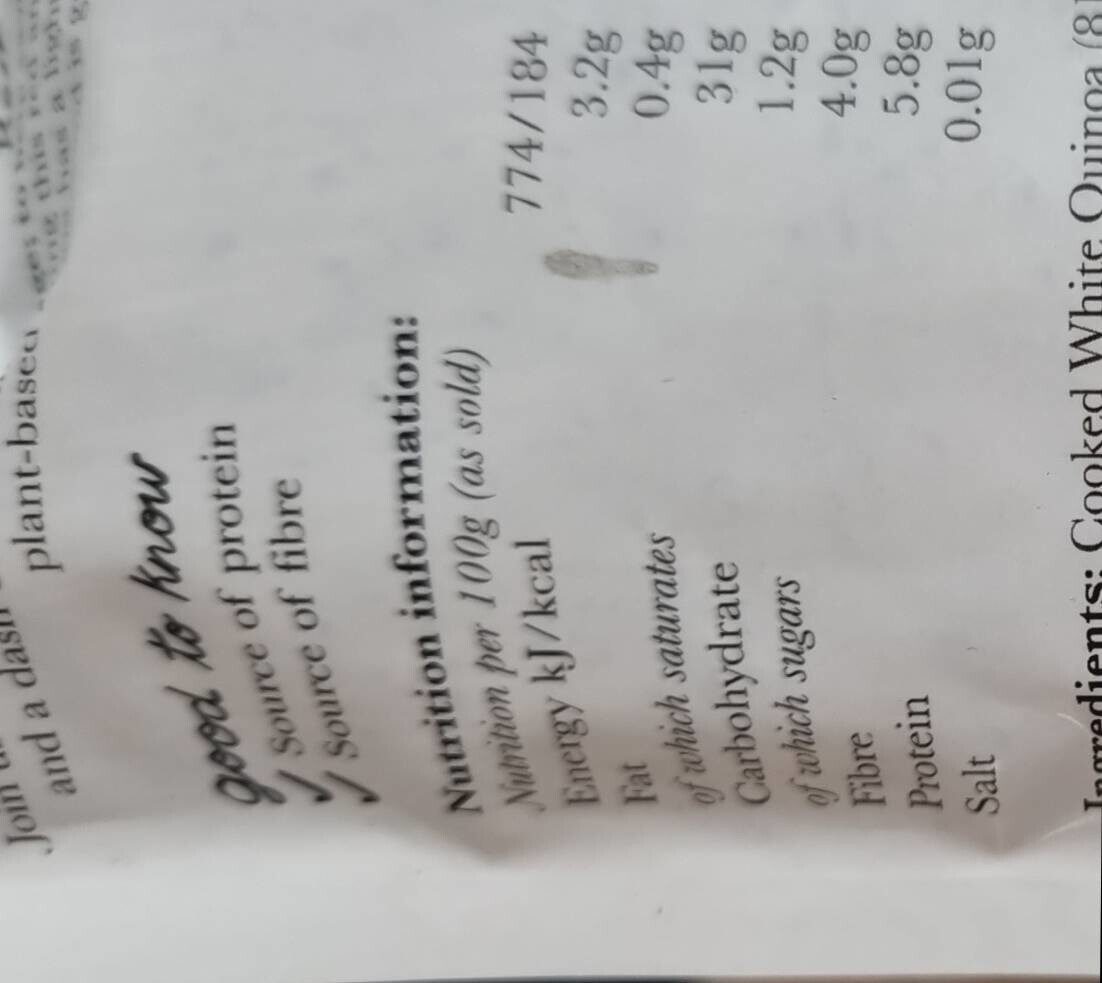 and a dash
plant-based
good to know
✓ source of protein
✓ source of fibre
Nutrition information:
Nutrition per 100g (as sold)
Energy kJ/kcal 774/184
Fat 3.2g
of which saturates 0.4g
Carbohydrate 31g
of which sugars 1.2g
Fibre 4.0g
Protein 5.8g
Salt 0.01g
Ingredients: Cooked White Quinoa (81